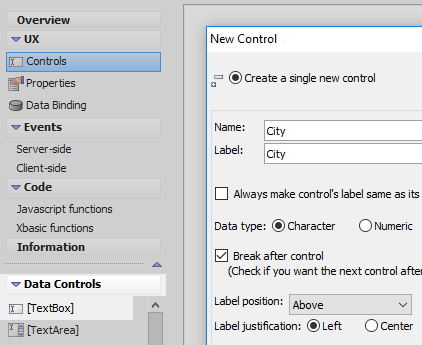 Overview
UX
Controls
Properties
Data Binding
Events
Server-side
Client-side
Code
Javascript functions
Xbasic functions
Information
Data Controls
[TextBox]
[TextArea]
New Control
Create a single new control
Name: City
Label: City
Always make control's label same as its
Data type: Character Numeric
Break after control
(Check if you want the next control after
Label position: Above
Label justification: Left Center